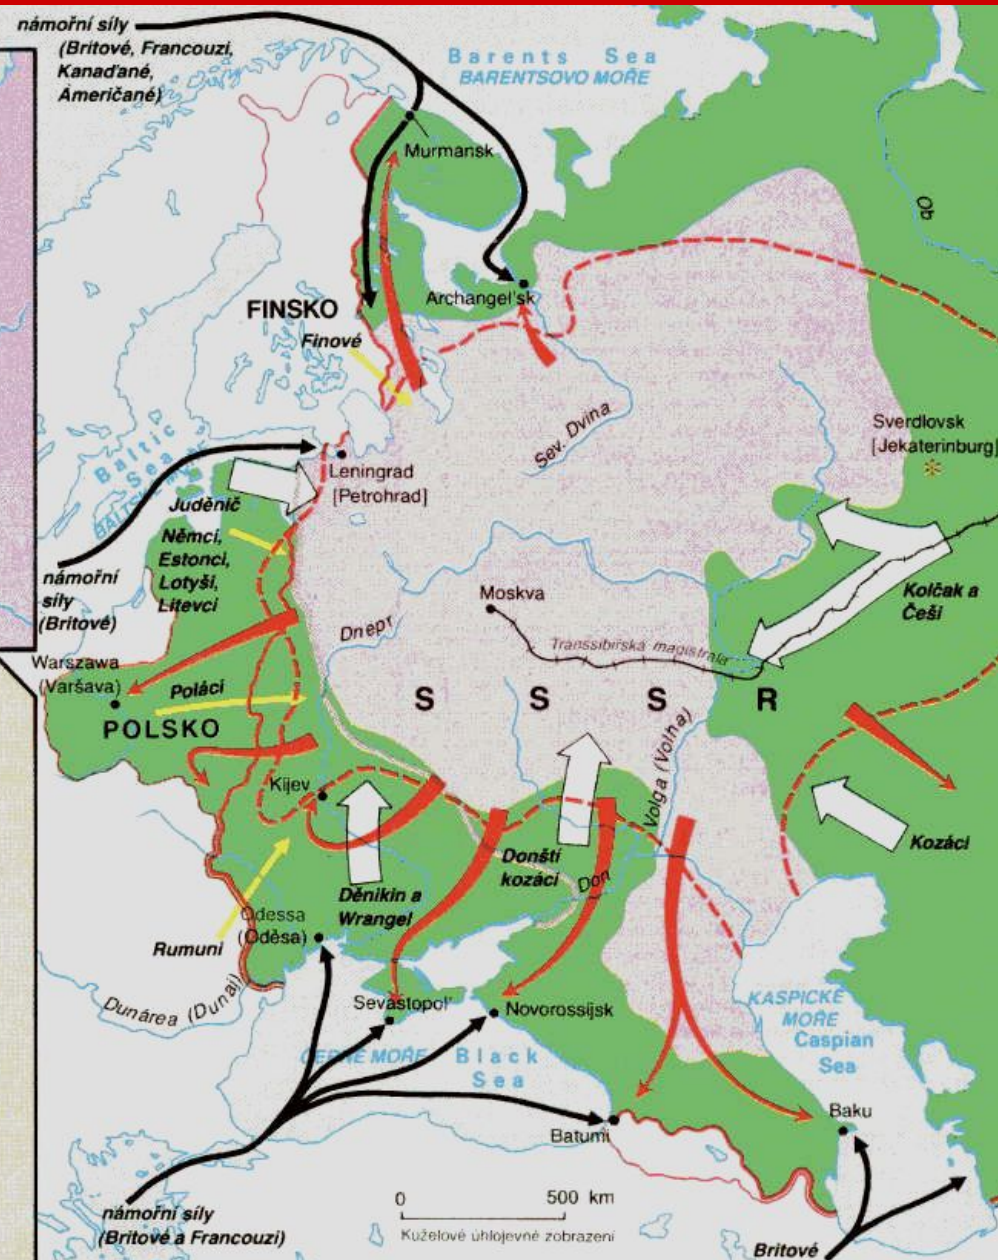 námořní síly
(Britové, Francouzi,
Kanaďané,
Američané)
Barents Sea
BARENTSOVO MOŘE
Murmansk
Ob
Archangel'sk
FINSKO
Finové
Sev. Dvina
Sverdlovsk
[Jekaterinburg]
Baltic
Sea
Leningrad
[Petrohrad]
Juděnič
Němci,
Estonci,
Lotyši,
Litevci
námořní
síly
(Britové)
Moskva
Kolčak a
Češi
Dněpr
Transsibiřská magistrála
Warszawa
(Varšava)
Poláci
POLSKO
S S S R
Volga (Volha)
Kijev
Kozáci
Donští
kozáci
Don
Děnikin a
Wrangel
Odessa
(Oděsa)
Rumuni
Dunărea (Dunaj)
Sevastopol'
Novorossijsk
KASPICKÉ
MOŘE
Caspian
Sea
ČERNÉ MOŘE
Black
Sea
Baku
Batumi
námořní síly
(Britové a Francouzi)
0 500 km
Kuželové úhlojevné zobrazení
Britové